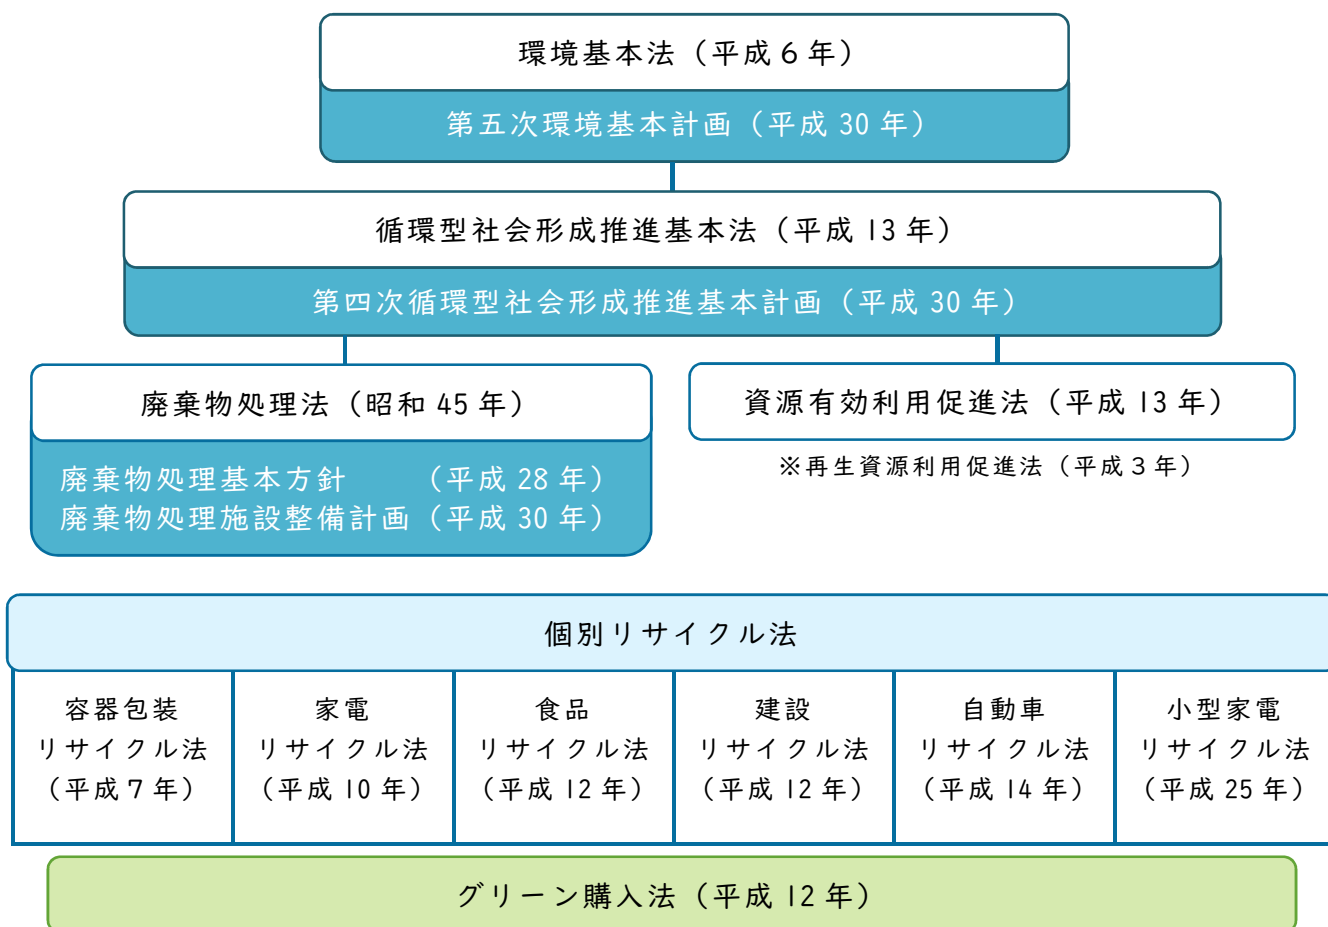 環境基本法（平成６年）
第五次環境基本計画（平成 30 年）
循環型社会形成推進基本法（平成 13 年）
第四次循環型社会形成推進基本計画（平成 30 年）
廃棄物処理法（昭和 45 年）
廃棄物処理基本方針　　　（平成 28 年）
廃棄物処理施設整備計画（平成 30 年）
資源有効利用促進法（平成 13 年）
※再生資源利用促進法（平成３年）
個別リサイクル法
容器包装
リサイクル法
（平成７年）
家電
リサイクル法
（平成 10 年）
食品
リサイクル法
（平成 12 年）
建設
リサイクル法
（平成 12 年）
自動車
リサイクル法
（平成 14 年）
小型家電
リサイクル法
（平成 25 年）
グリーン購入法（平成 12 年）